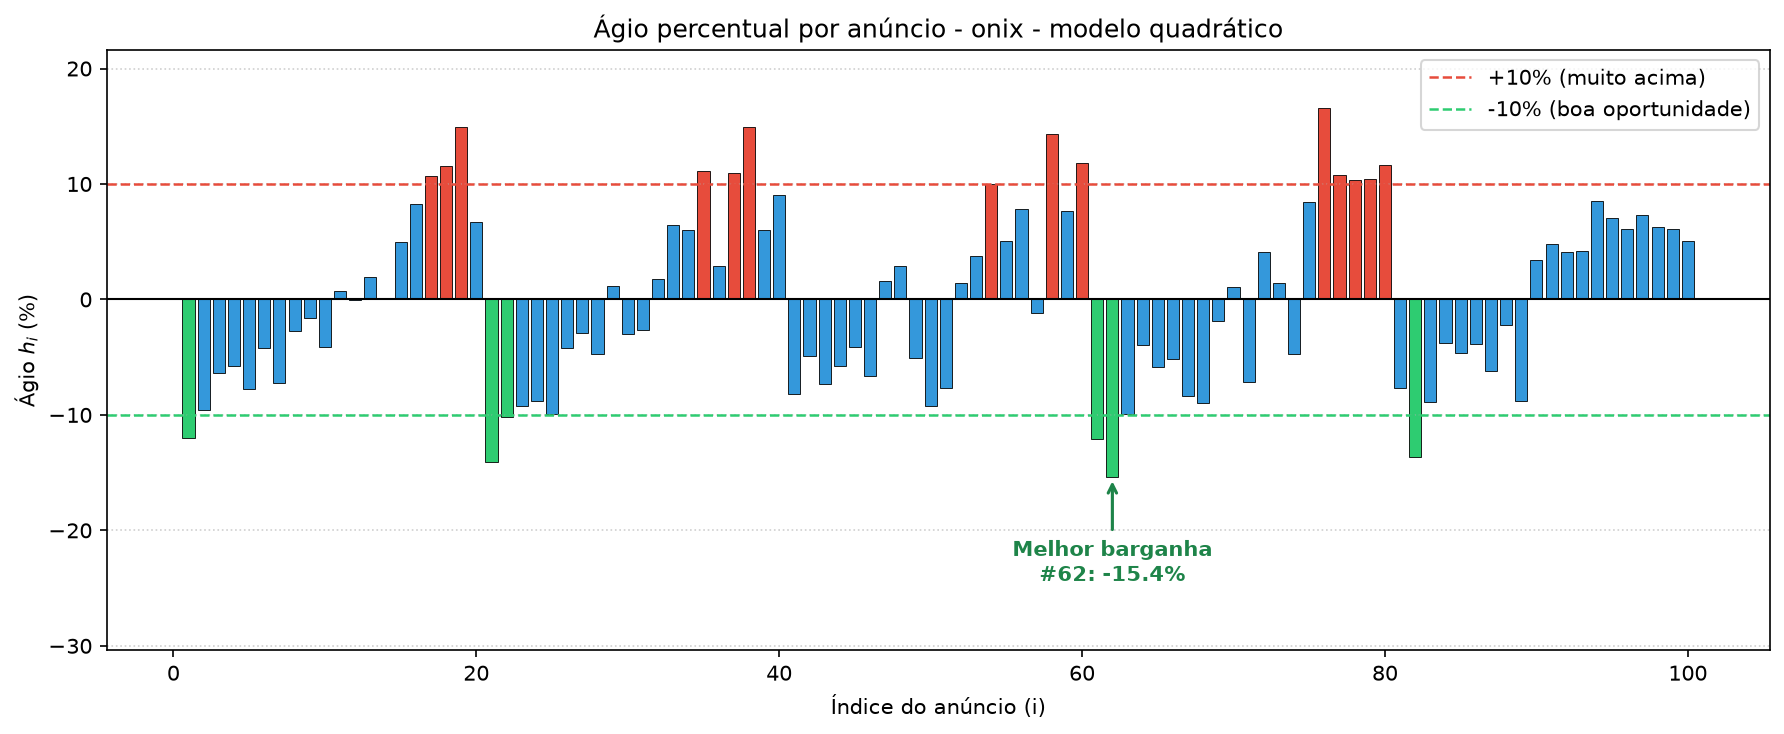 Ágio percentual por anúncio - onix - modelo quadrático
+10% (muito acima)
-10% (boa oportunidade)
Ágio hᵢ (%)
20
10
0
−10
−20
−30
Melhor barganha
#62: -15.4%
0 20 40 60 80 100
Índice do anúncio (i)